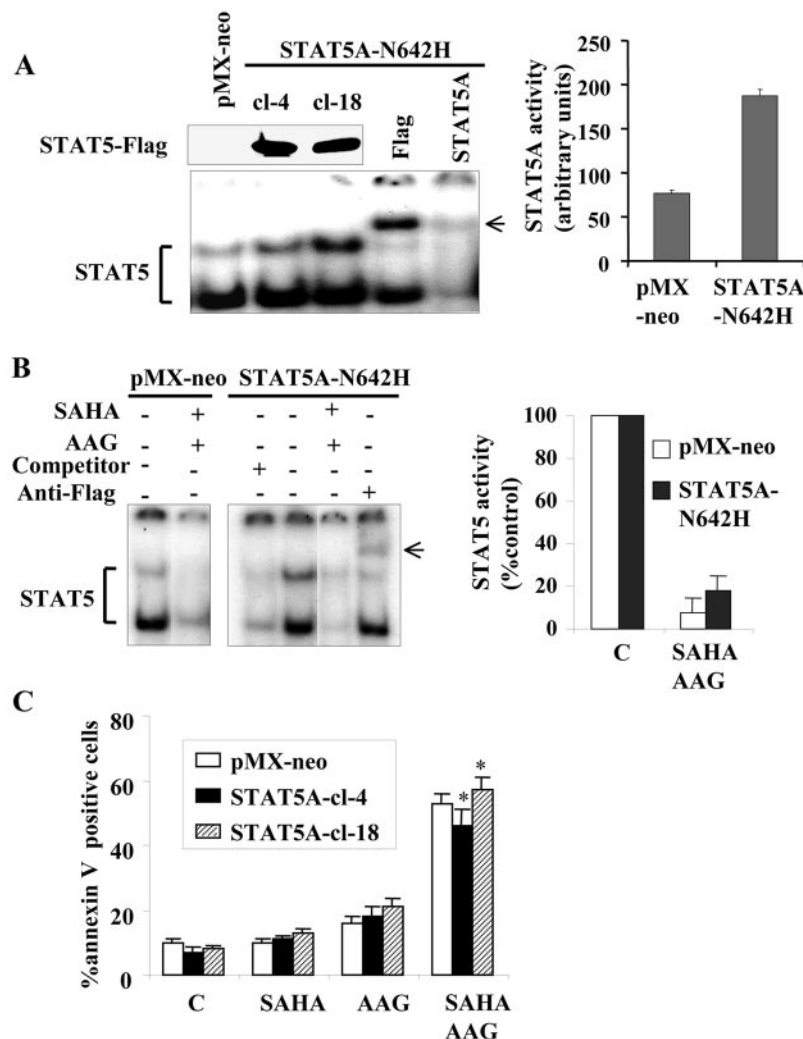 A
pMX-neo
STAT5A-N642H
cl-4 cl-18
Flag
STAT5A
STAT5-Flag
STAT5
STAT5A activity
(arbitrary units)
250
200
150
100
50
0
pMX
-neo
STAT5A
-N642H
B
pMX-neo STAT5A-N642H
SAHA - + - - + -
AAG - + - - + -
Competitor - - + - - -
Anti-Flag - - - - - +
STAT5
STAT5 activity
(%control)
100
80
60
40
20
0
pMX-neo
STAT5A-
N642H
C SAHA
AAG
C
%annexin V positive cells
80
60
40
20
0
pMX-neo
STAT5A-cl-4
STAT5A-cl-18
* *
C SAHA AAG SAHA
AAG